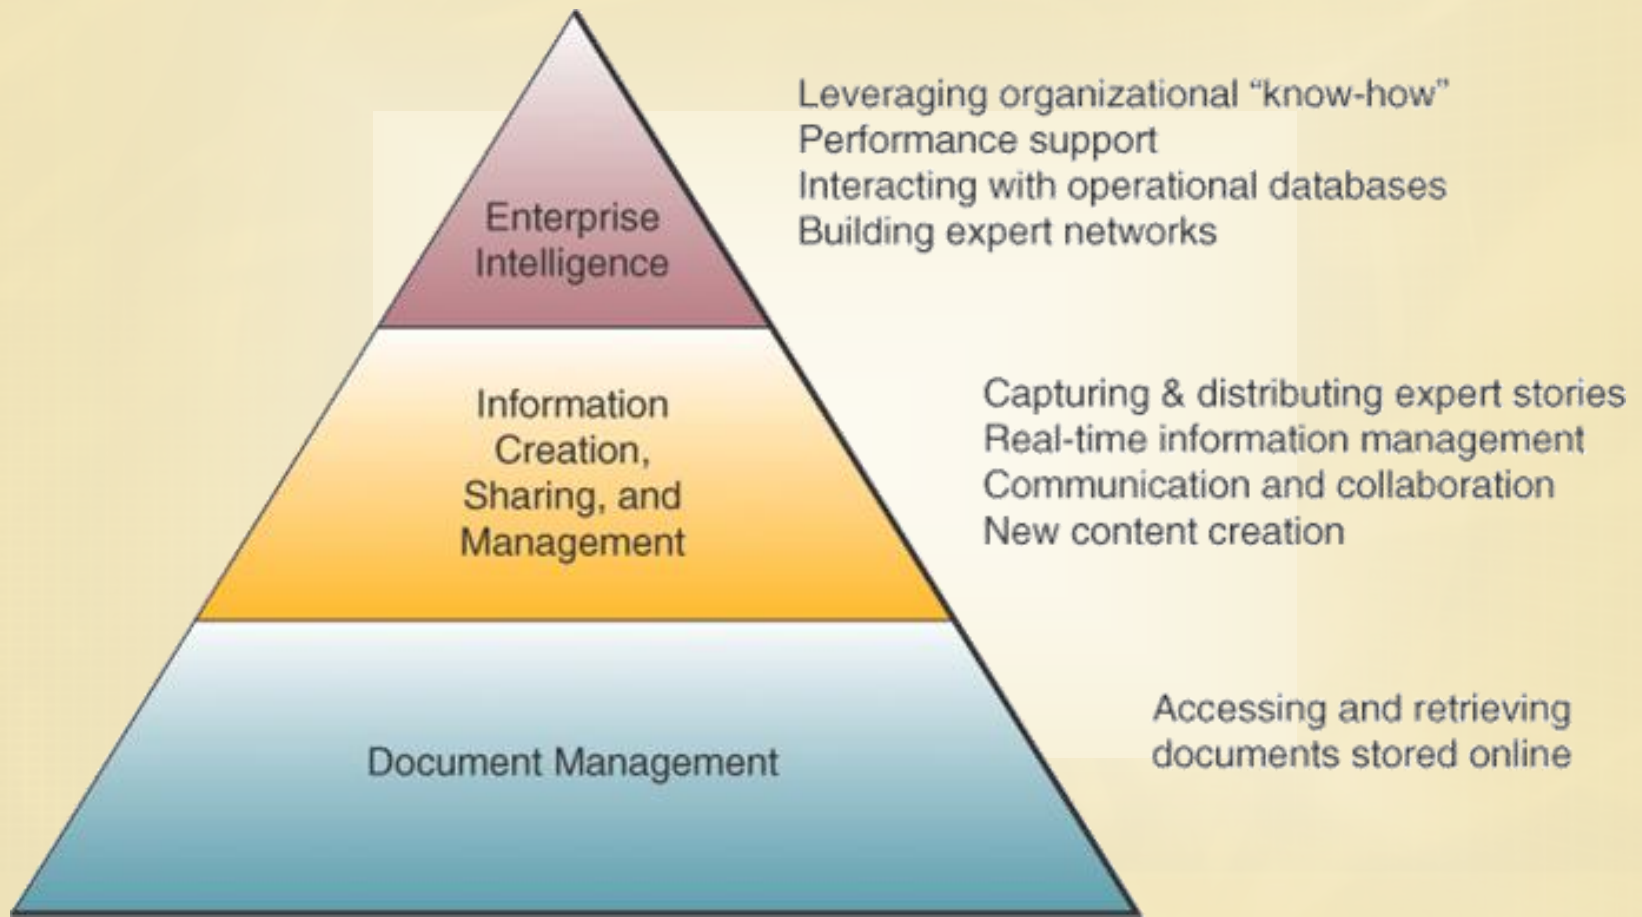 Leveraging organizational “know-how”
Performance support
Interacting with operational databases
Building expert networks
Enterprise
Intelligence
Capturing & distributing expert stories
Real-time information management
Communication and collaboration
New content creation
Information
Creation,
Sharing, and
Management
Accessing and retrieving
documents stored online
Document Management